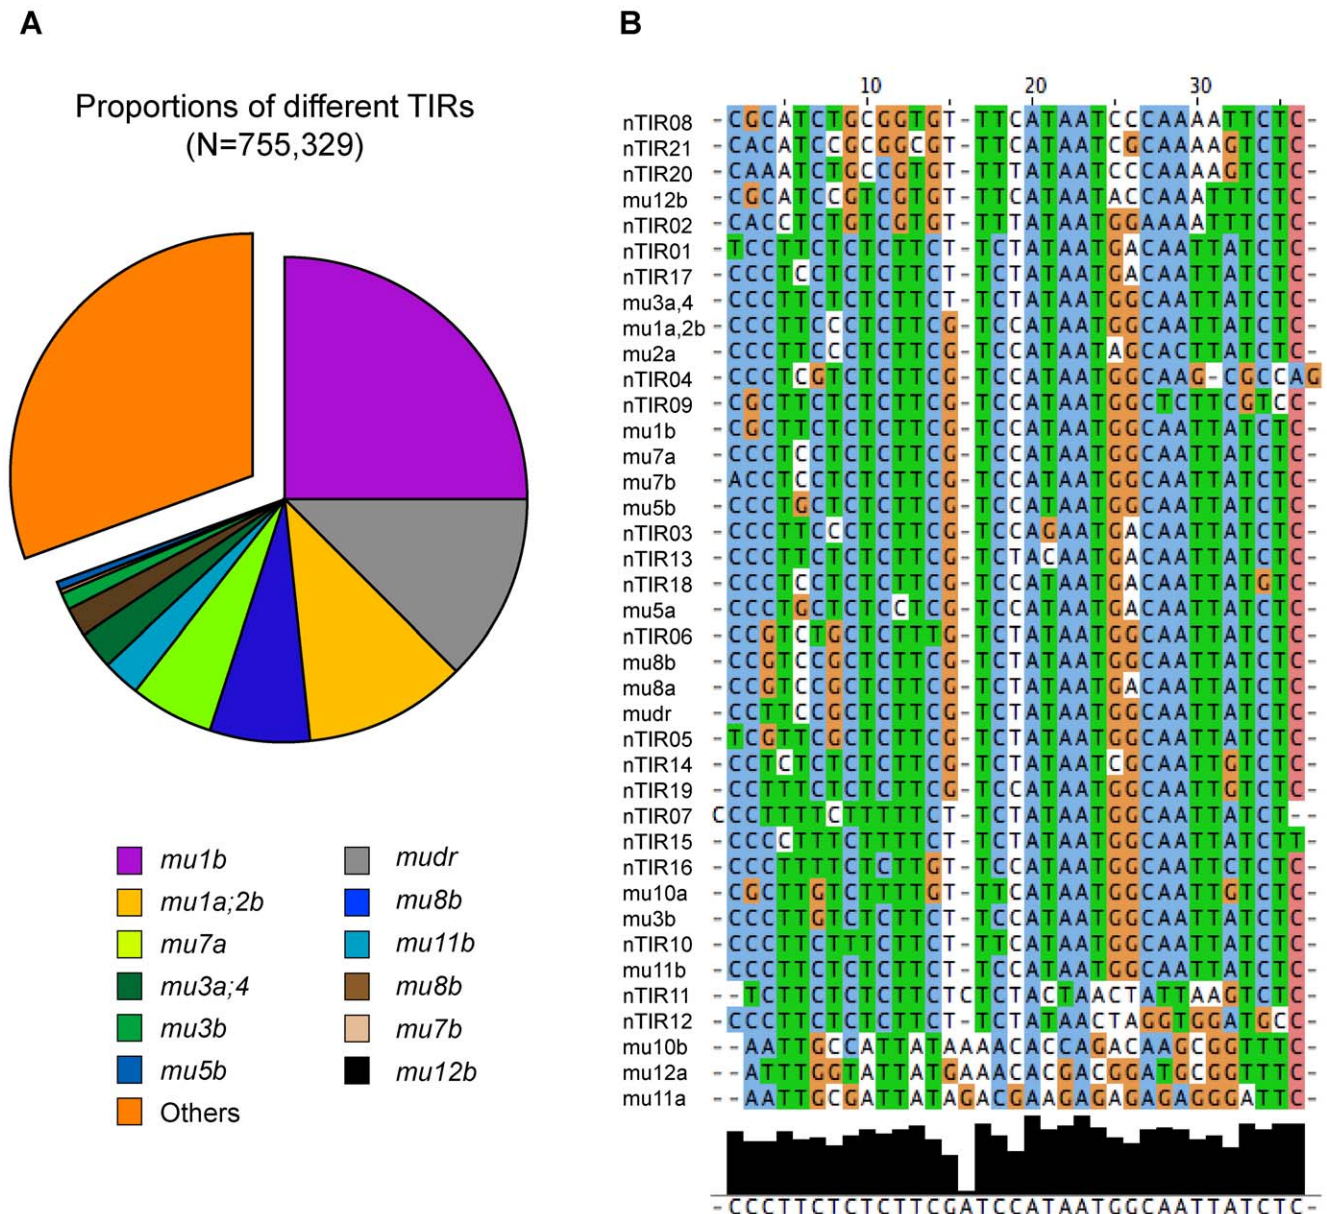 A
Proportions of different TIRs
(N=755,329)
mu1b
mu1a;2b
mu7a
mu3a;4
mu3b
mu5b
Others
mudr
mu8b
mu11b
mu8b
mu7b
mu12b
B
10 20 30
nTIR08 -CGCATCTGCGGTGT-TTCATAATCCCAAAATTCTC-
nTIR21 -CACATCCGCGGCGT-TTCATAATCGCAAAAGTCTC-
nTIR20 -CAAATCTGCCGTGT-TTTATAATCCCAAAAGTCTC-
mu12b -CGCATCCGTCGTGT-TTCATAATACCAAATTTCTC-
nTIR02 -CACCTCTGTCGTGT-TTTATAATGGAAAATTTCTC-
nTIR01 -TCCTTCTCTCTTCT-TCTATAATGACAATTATCTC-
nTIR17 -CCCTCCTCTCTTCT-TCTATAATGACAATTATCTC-
mu3a,4 -CCCTTCTCTCTTCT-TCTATAATGGCAATTATCTC-
mu1a,2b -CCCTTCCCTCTTCG-TCCATAATGGCAATTATCTC-
mu2a -CCCTTCCCTCTTCG-TCCATAATAGCACTTATCTC-
nTIR04 -CCCTCGTCTCTTCG-TCCATAATGGCAAG-CGCCAG
nTIR09 -CGCTTCTCTCTTCG-TCCATAATGGCTCTTCGTCC-
mu1b -CGCTTCTCTCTTCG-TCCATAATGGCAATTATCTC-
mu7a -CCCTCCTCTCTTCG-TCCATAATGGCAATTATCTC-
mu7b -ACCTCCTCTCTTCG-TCCATAATGGCAATTATCTC-
mu5b -CCCTGCTCTCTTCG-TCCATAATGGCAATTATCTC-
nTIR03 -CCCTTCCCTCTTCG-TCCAGAATGACAATTATCTC-
nTIR13 -CCCTTCTCTCTTCG-TCTACAATGACAATTATCTC-
nTIR18 -CCCTCCTCTCTTCG-TCCATAATGACAATTATGTC-
mu5a -CCCTGCTCTCCTCG-TCCATAATGACAATTATCTC-
nTIR06 -CCGTCTGCTCTTTG-TCTATAATGGCAATTATCTC-
mu8b -CCGTCCGCTCTTCG-TCTATAATGGCAATTATCTC-
mu8a -CCGTCCGCTCTTCG-TCTATAATGACAATTATCTC-
mudr -CCTTCCGCTCTTCG-TCTATAATGGCAATTATCTC-
nTIR05 -TCGTTCGCTCTTCG-TCTATAATGGCAATTATCTC-
nTIR14 -CCTCTCTCTCTTCG-TCTATAATCGCAATTGTCTC-
nTIR19 -CCTTTCTCTCTTCG-TCTATAATGGCAATTGTCTC-
nTIR07 CCCTTTTCTTTTTCT-TCTATAATGGCAATTATCT--
nTIR15 -CCCCTTTCTTTTCT-TCTATAATGGCAATTATCTT-
nTIR16 -CCCTTTTCTCTTGT-TCCATAATGGCAATTCTCTC-
mu10a -CGCTTGTCTTTTGT-TTCATAATGGCAATTGTCTC-
mu3b -CCCTTGTCTCTTCT-TCCATAATGGCAATTATCTC-
nTIR10 -CCCTTCTTTCTTCT-TTCATAATGGCAATTATCTC-
mu11b -CCCTTCTCTCTTCT-TCCATAATGGCAATTATCTC-
nTIR11 --TCTTCTCTCTTCTCTCTACTAACTATTAAGTCTC-
nTIR12 -CCCTTCTCTCTTCT-TCTATAACTAGGTGGATGCC-
mu10b --AATTGCCATTATAAAACACCAGACAAGCGGTTTC-
mu12a --ATTTGGTATTATGAAACACGACGGATGCGGTTTC-
mu11a --AATTGCGATTATAGACGAAGAGAGAGAGGGATTC-
-CCCTTCTCTCTTCGATCCATAATGGCAATTATCTC-